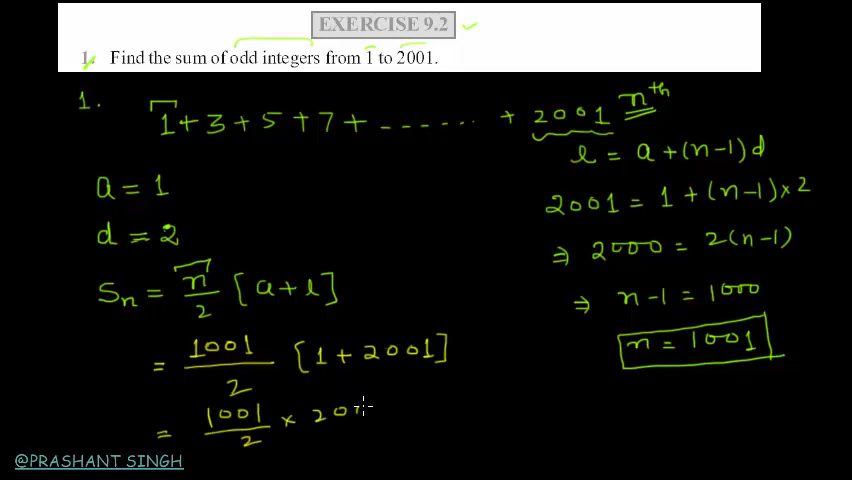 EXERCISE 9.2
1. Find the sum of odd integers from 1 to 2001.
1.
1 + 3 + 5 + 7 + - - - - ... + 2001 nth
l = a + (n-1) d
a = 1
2001 = 1 + (n-1) × 2
d = 2
⇒ 2000 = 2(n-1)
Sn = n/2 [a + l]
⇒ n-1 = 1000
n = 1001
= 1001/2 [1 + 2001]
= 1001/2 × 20
@PRASHANT SINGH